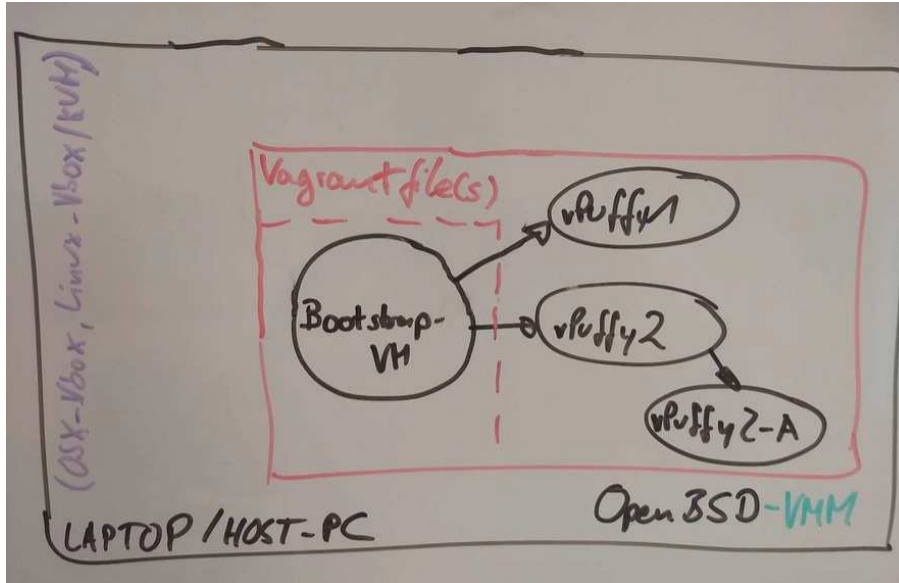 (OSX-Vbox, Linux-Vbox/KVM)
Vagrantfile(s)
vPuffy1
Bootstrap-
VM
vPuffy2
vPuffy2-A
OpenBSD-VMM
LAPTOP/HOST-PC